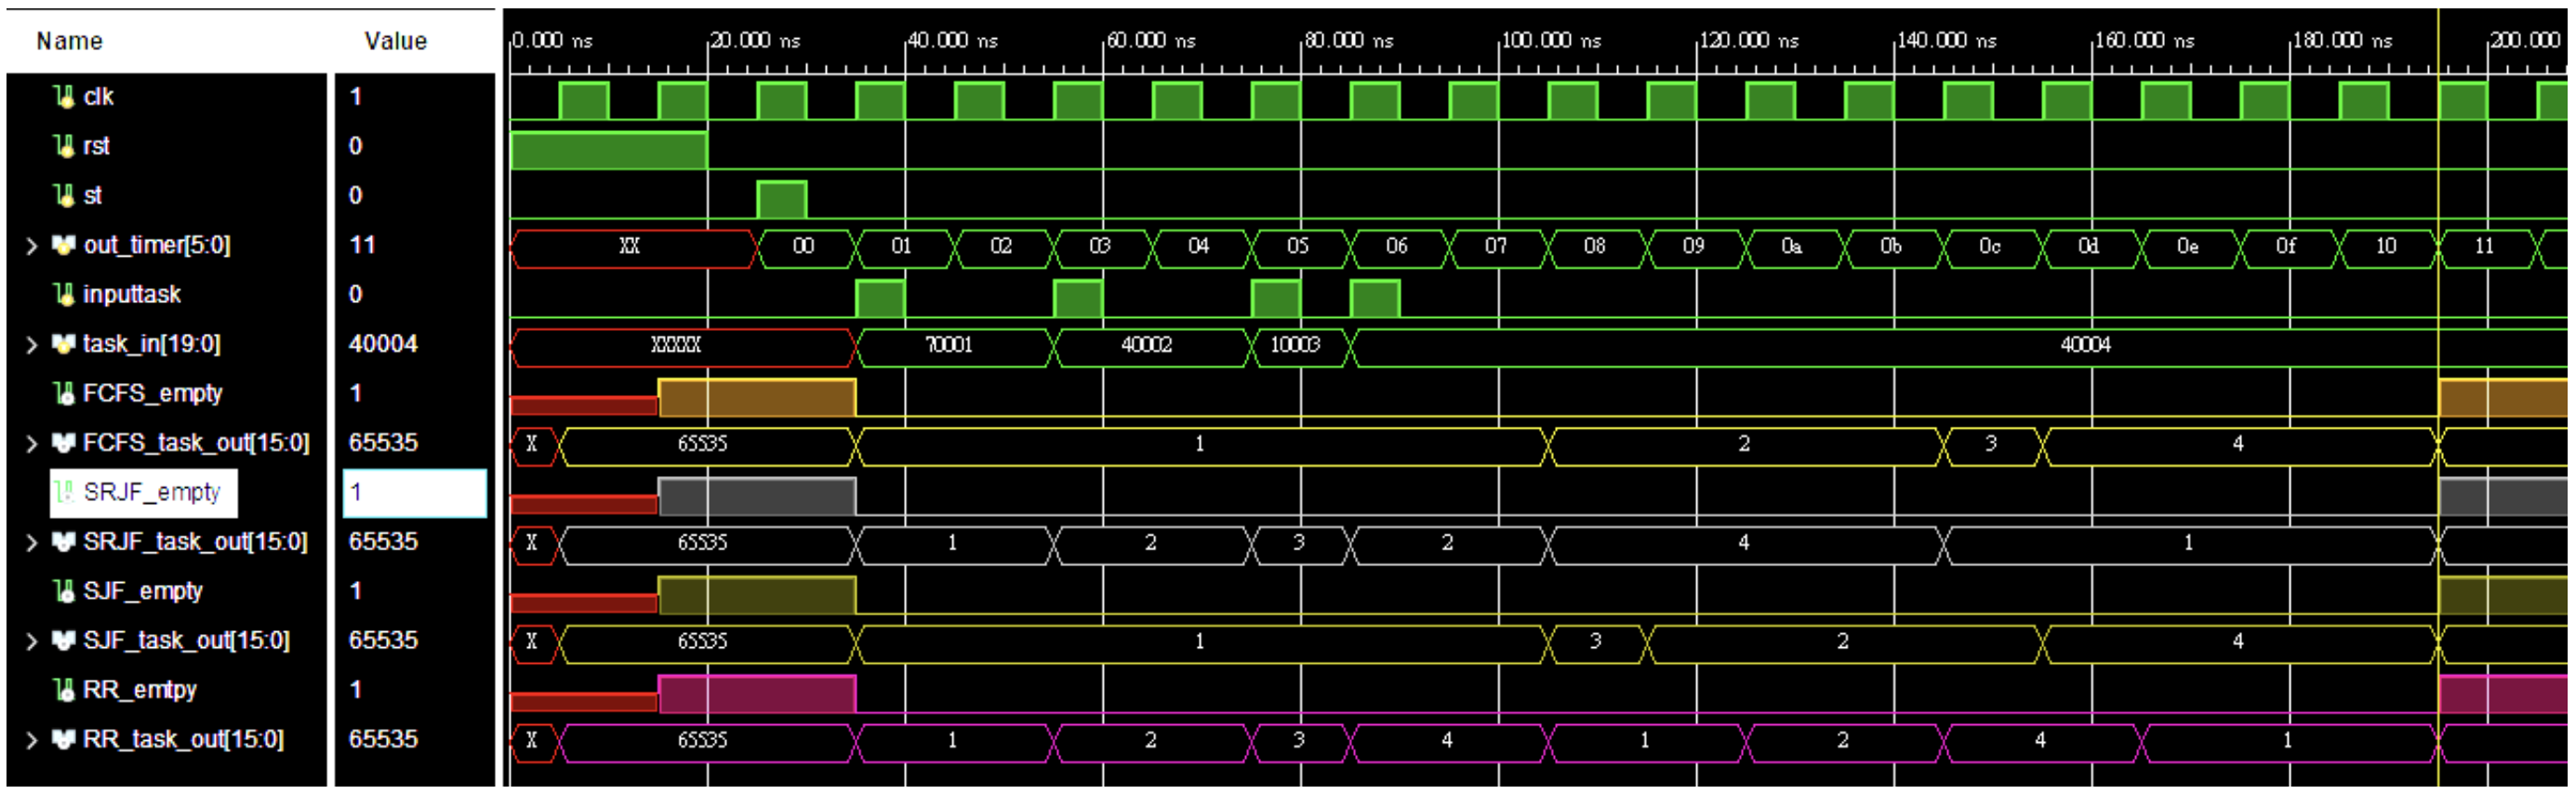 Name Value 0.000 ns 20.000 ns 40.000 ns 60.000 ns 80.000 ns 100.000 ns 120.000 ns 140.000 ns 160.000 ns 180.000 ns 200.000
clk 1
rst 0
st 0
out_timer[5:0] 11 XX 00 01 02 03 04 05 06 07 08 09 0a 0b 0c 0d 0e 0f 10 11
inputtask 0
task_in[19:0] 40004 XXXXX 70001 40002 10003 40004
FCFS_empty 1
FCFS_task_out[15:0] 65535 X 65535 1 2 3 4
SRJF_empty 1
SRJF_task_out[15:0] 65535 X 65535 1 2 3 2 4 1
SJF_empty 1
SJF_task_out[15:0] 65535 X 65535 1 3 2 4
RR_emtpy 1
RR_task_out[15:0] 65535 X 65535 1 2 3 4 1 2 4 1